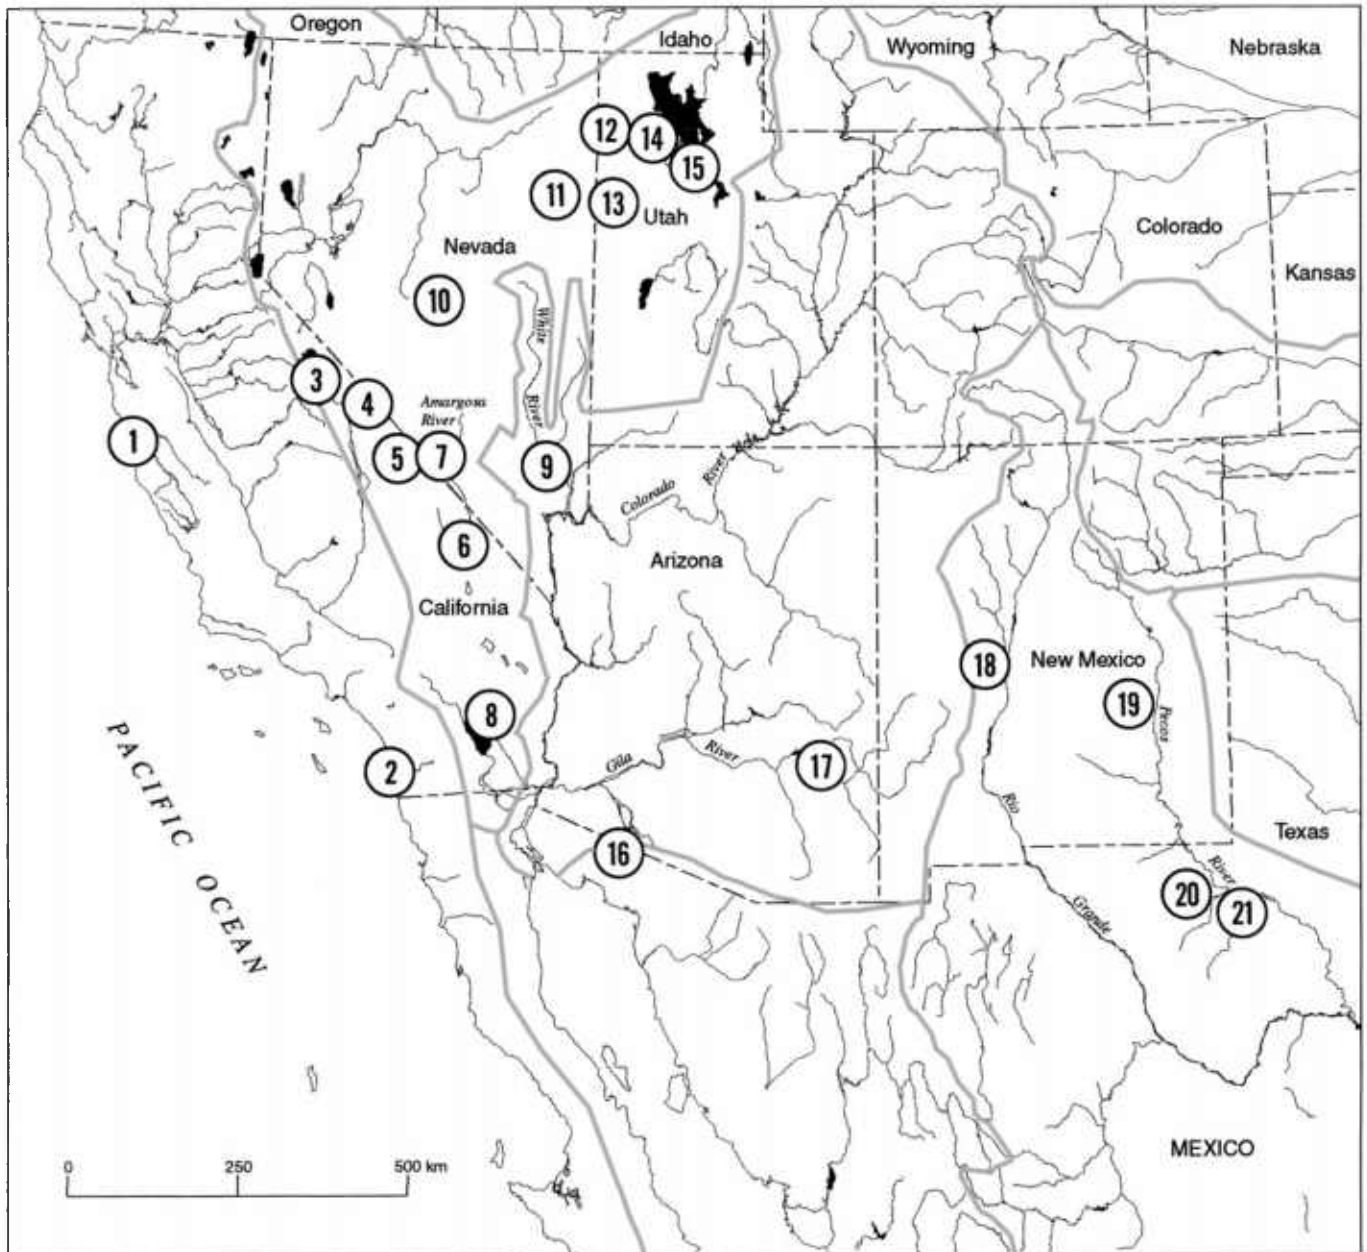 Oregon
Idaho
Wyoming
Nebraska
12
14
15
11
13
Utah
Colorado
Nevada
Kansas
10
White
River
3
4
Amargosa
River
1
5
7
9
Colorado
River
6
Arizona
California
18
New Mexico
19
Pecos
8
2
Gila
River
17
Rio
Texas
16
River
20
21
Grande
PACIFIC OCEAN
0
250
500 km
MEXICO